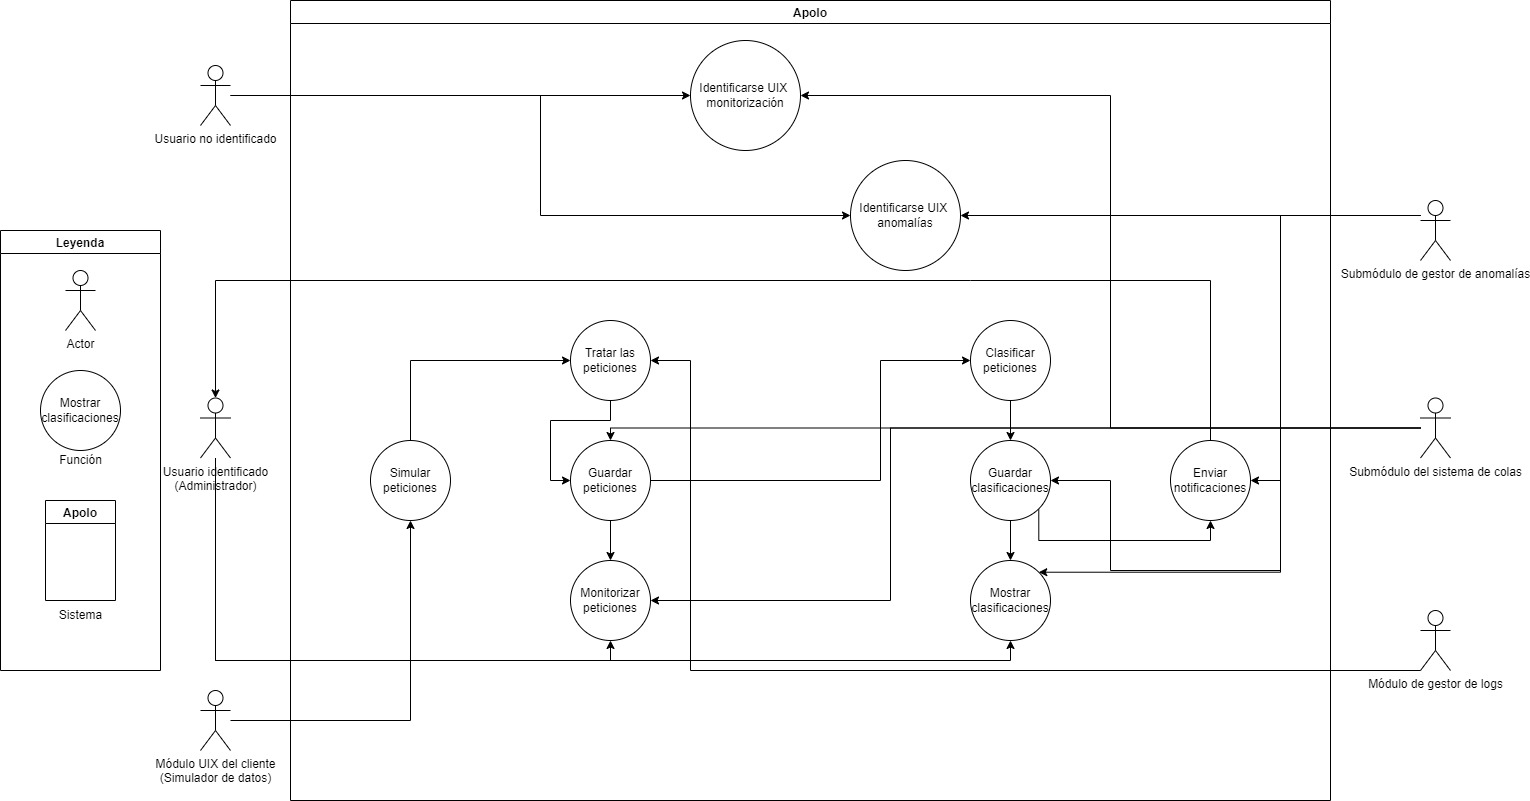 Apolo
Identificarse UIX
monitorización
Usuario no identificado
Identificarse UIX
anomalías
Submódulo de gestor de anomalías
Leyenda
Actor
Mostrar
clasificaciones
Función
Apolo
Sistema
Tratar las
peticiones
Clasificar
peticiones
Usuario identificado
(Administrador)
Simular
peticiones
Guardar
peticiones
Guardar
clasificaciones
Enviar
notificaciones
Submódulo del sistema de colas
Monitorizar
peticiones
Mostrar
clasificaciones
Módulo de gestor de logs
Módulo UIX del cliente
(Simulador de datos)